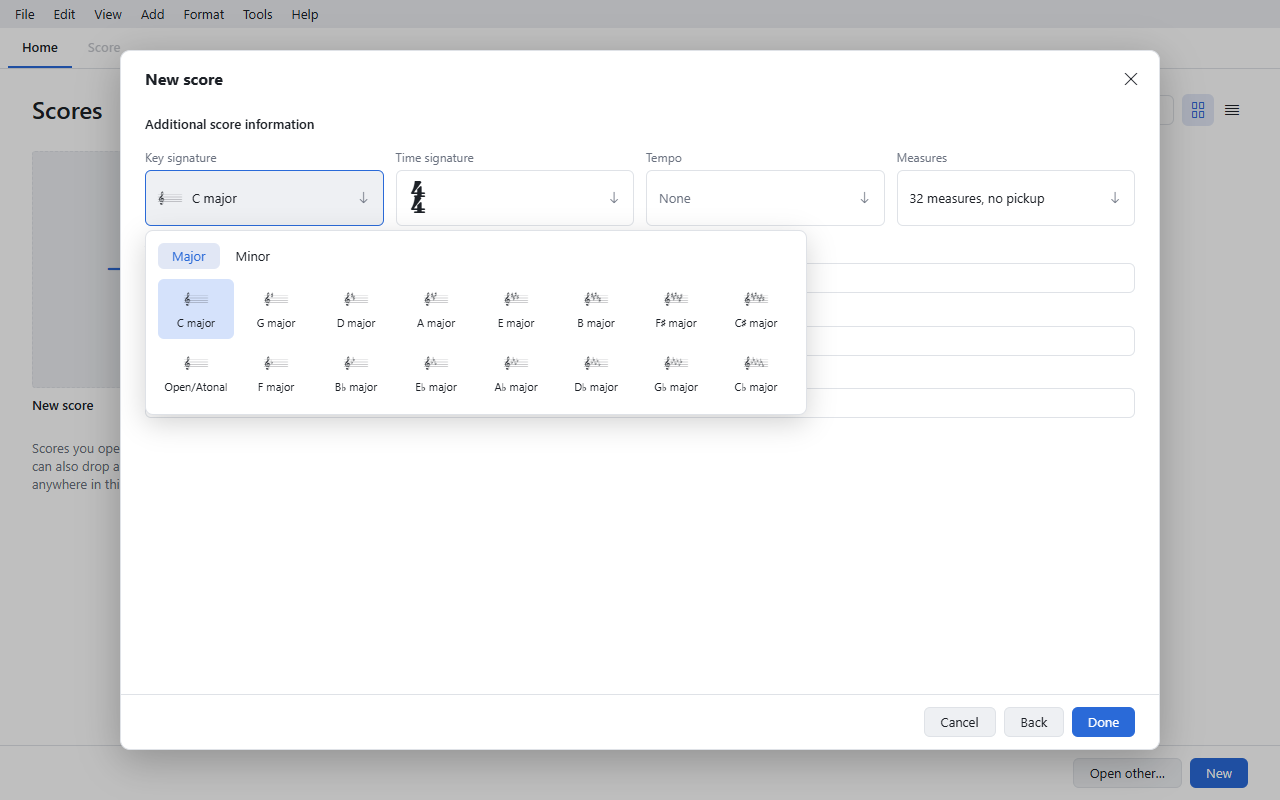 File Edit View Add Format Tools Help
Home Score
New score
Scores
Additional score information
Key signature Time signature Tempo Measures
C major 4/4 None 32 measures, no pickup
Major Minor
C major G major D major A major E major B major F♯ major C♯ major
Open/Atonal F major B♭ major E♭ major A♭ major D♭ major G♭ major C♭ major
New score
Scores you ope
can also drop a
anywhere in thi
Cancel Back Done
Open other... New